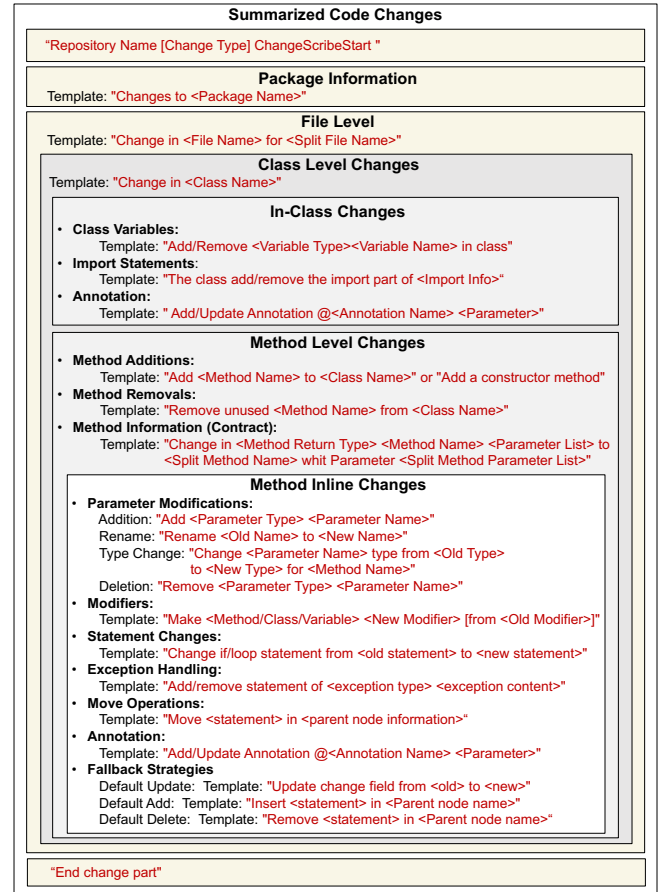 Summarized Code Changes
“Repository Name [Change Type] ChangeScribeStart "
Package Information
Template: "Changes to <Package Name>"
File Level
Template: "Change in <File Name> for <Split File Name>"
Class Level Changes
Template: "Change in <Class Name>"
In-Class Changes
• Class Variables:
Template: "Add/Remove <Variable Type><Variable Name> in class"
• Import Statements:
Template: "The class add/remove the import part of <Import Info>“
• Annotation:
Template: " Add/Update Annotation @<Annotation Name> <Parameter>"
Method Level Changes
• Method Additions:
Template: "Add <Method Name> to <Class Name>" or "Add a constructor method"
• Method Removals:
Template: "Remove unused <Method Name> from <Class Name>"
• Method Information (Contract):
Template: "Change in <Method Return Type> <Method Name> <Parameter List> to
<Split Method Name> whit Parameter <Split Method Parameter List>"
Method Inline Changes
• Parameter Modifications:
Addition: "Add <Parameter Type> <Parameter Name>"
Rename: "Rename <Old Name> to <New Name>"
Type Change: "Change <Parameter Name> type from <Old Type>
to <New Type> for <Method Name>"
Deletion: "Remove <Parameter Type> <Parameter Name>"
• Modifiers:
Template: "Make <Method/Class/Variable> <New Modifier> [from <Old Modifier>]"
• Statement Changes:
Template: "Change if/loop statement from <old statement> to <new statement>"
• Exception Handling:
Template: "Add/remove statement of <exception type> <exception content>"
• Move Operations:
Template: "Move <statement> in <parent node information>“
• Annotation:
Template: "Add/Update Annotation @<Annotation Name> <Parameter>"
• Fallback Strategies
Default Update: Template: "Update change field from <old> to <new>"
Default Add: Template: "Insert <statement> in <Parent node name>"
Default Delete: Template: "Remove <statement> in <Parent node name>“
“End change part"